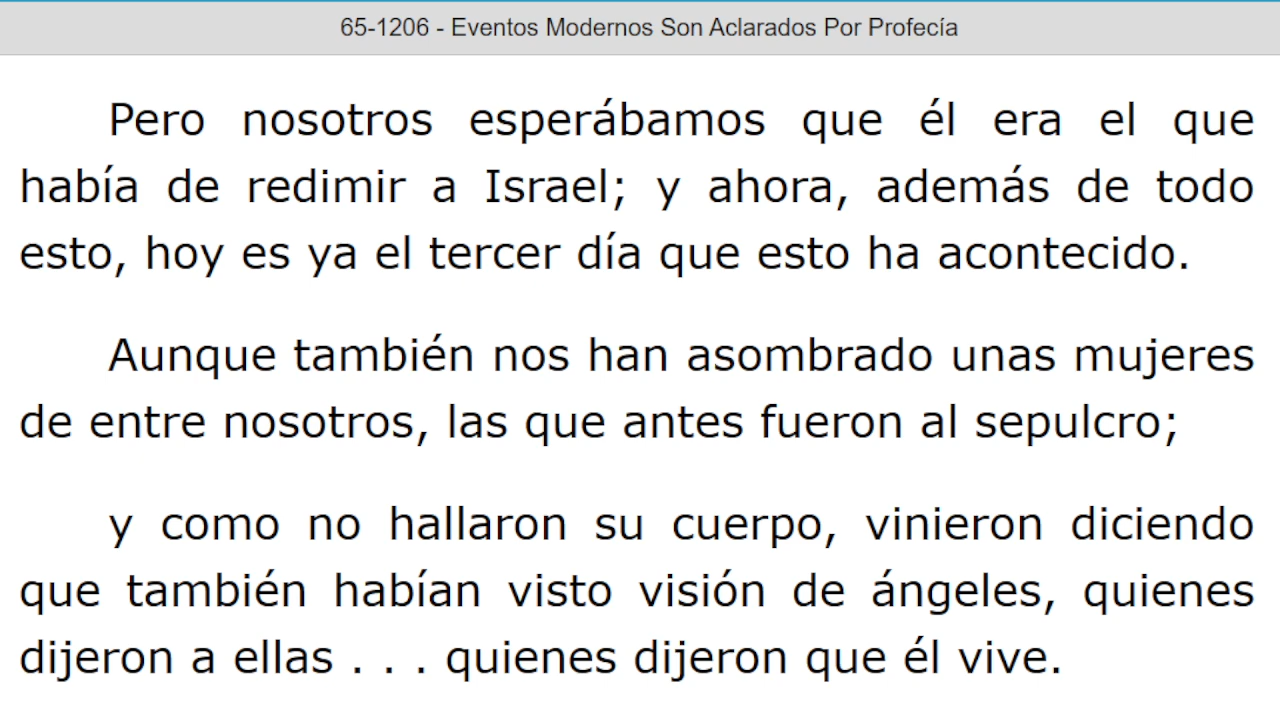 65-1206 - Eventos Modernos Son Aclarados Por Profecía
Pero nosotros esperábamos que él era el que
había de redimir a Israel; y ahora, además de todo
esto, hoy es ya el tercer día que esto ha acontecido.
Aunque también nos han asombrado unas mujeres
de entre nosotros, las que antes fueron al sepulcro;
y como no hallaron su cuerpo, vinieron diciendo
que también habían visto visión de ángeles, quienes
dijeron a ellas . . . quienes dijeron que él vive.